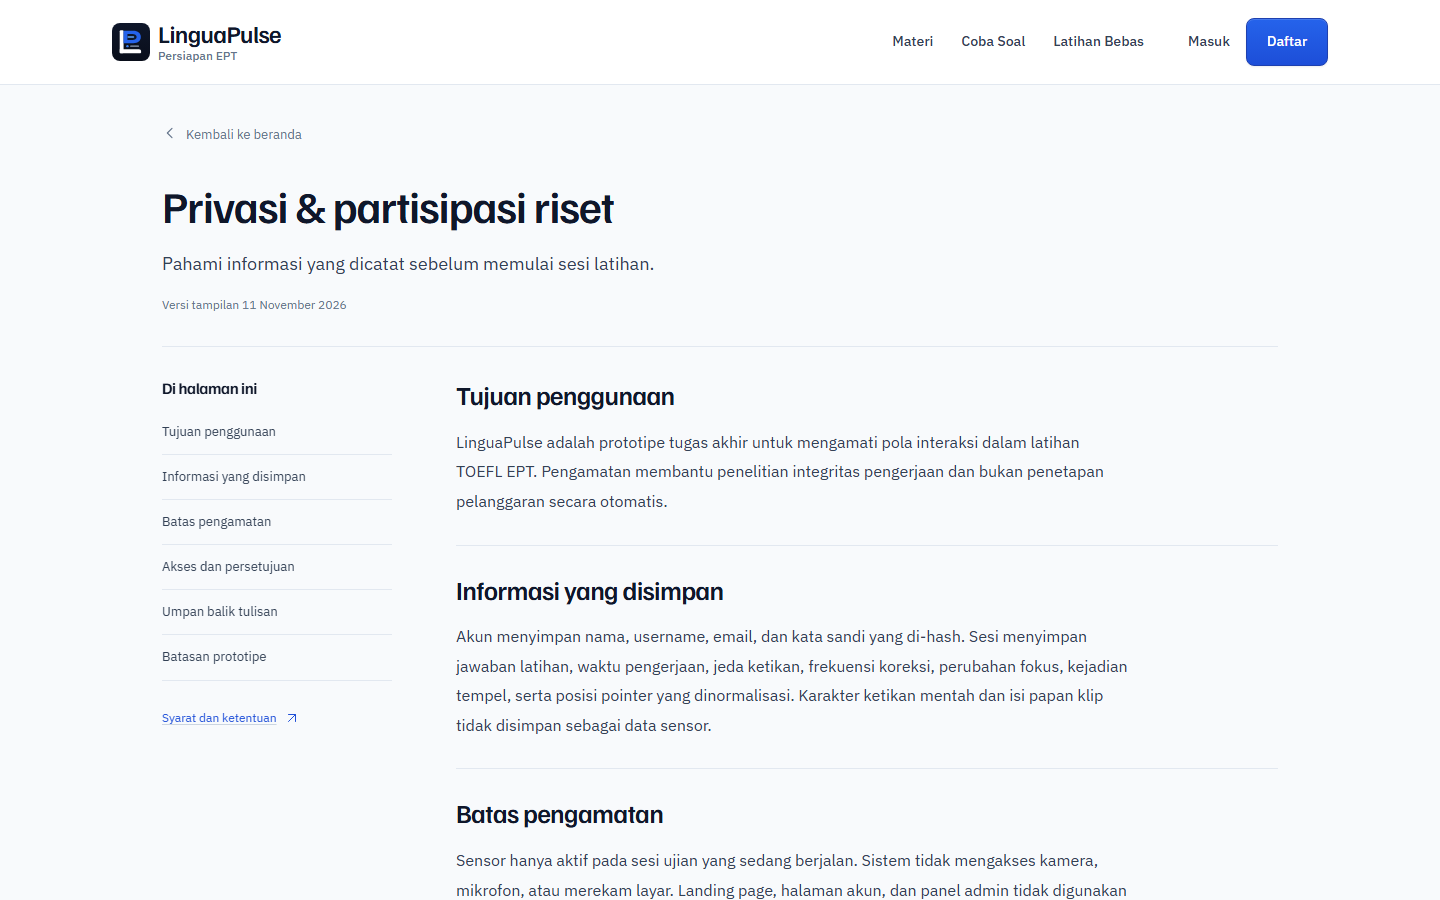 LinguaPulse
Persiapan EPT
Materi
Coba Soal
Latihan Bebas
Masuk
Daftar
Kembali ke beranda
Privasi & partisipasi riset
Pahami informasi yang dicatat sebelum memulai sesi latihan.
Versi tampilan 11 November 2026
Di halaman ini
Tujuan penggunaan
Informasi yang disimpan
Batas pengamatan
Akses dan persetujuan
Umpan balik tulisan
Batasan prototipe
Syarat dan ketentuan
Tujuan penggunaan
LinguaPulse adalah prototipe tugas akhir untuk mengamati pola interaksi dalam latihan
TOEFL EPT. Pengamatan membantu penelitian integritas pengerjaan dan bukan penetapan
pelanggaran secara otomatis.
Informasi yang disimpan
Akun menyimpan nama, username, email, dan kata sandi yang di-hash. Sesi menyimpan
jawaban latihan, waktu pengerjaan, jeda ketikan, frekuensi koreksi, perubahan fokus, kejadian
tempel, serta posisi pointer yang dinormalisasi. Karakter ketikan mentah dan isi papan klip
tidak disimpan sebagai data sensor.
Batas pengamatan
Sensor hanya aktif pada sesi ujian yang sedang berjalan. Sistem tidak mengakses kamera,
mikrofon, atau merekam layar. Landing page, halaman akun, dan panel admin tidak digunakan